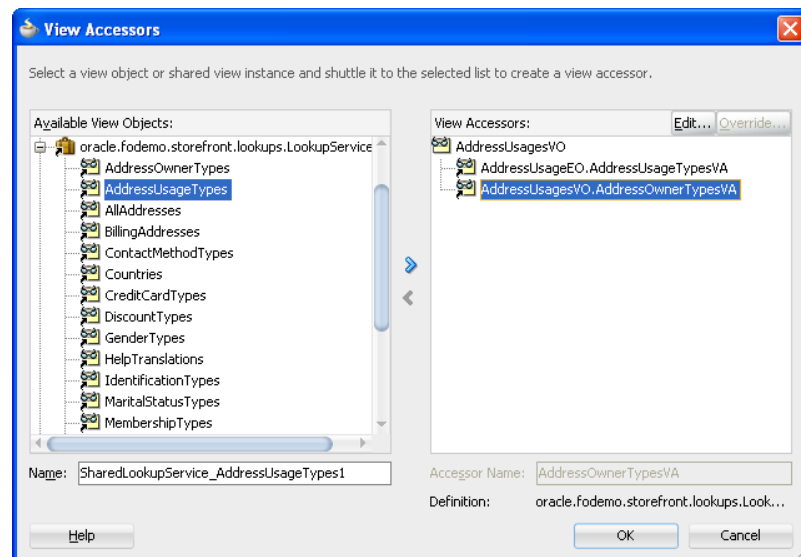 View Accessors
Select a view object or shared view instance and shuttle it to the selected list to create a view accessor.
Available View Objects:
oracle.fodemo.storefront.lookups.LookupService
AddressOwnerTypes
AddressUsageTypes
AllAddresses
BillingAddresses
ContactMethodTypes
Countries
CreditCardTypes
DiscountTypes
GenderTypes
HelpTranslations
IdentificationTypes
MaritalStatusTypes
MembershipTypes
Name: SharedLookupService_AddressUsageTypes1
View Accessors: Edit... Override...
AddressUsagesVO
AddressUsageEO.AddressUsageTypesVA
AddressUsagesVO.AddressOwnerTypesVA
Accessor Name: AddressOwnerTypesVA
Definition: oracle.fodemo.storefront.lookups.Look...
Help OK Cancel